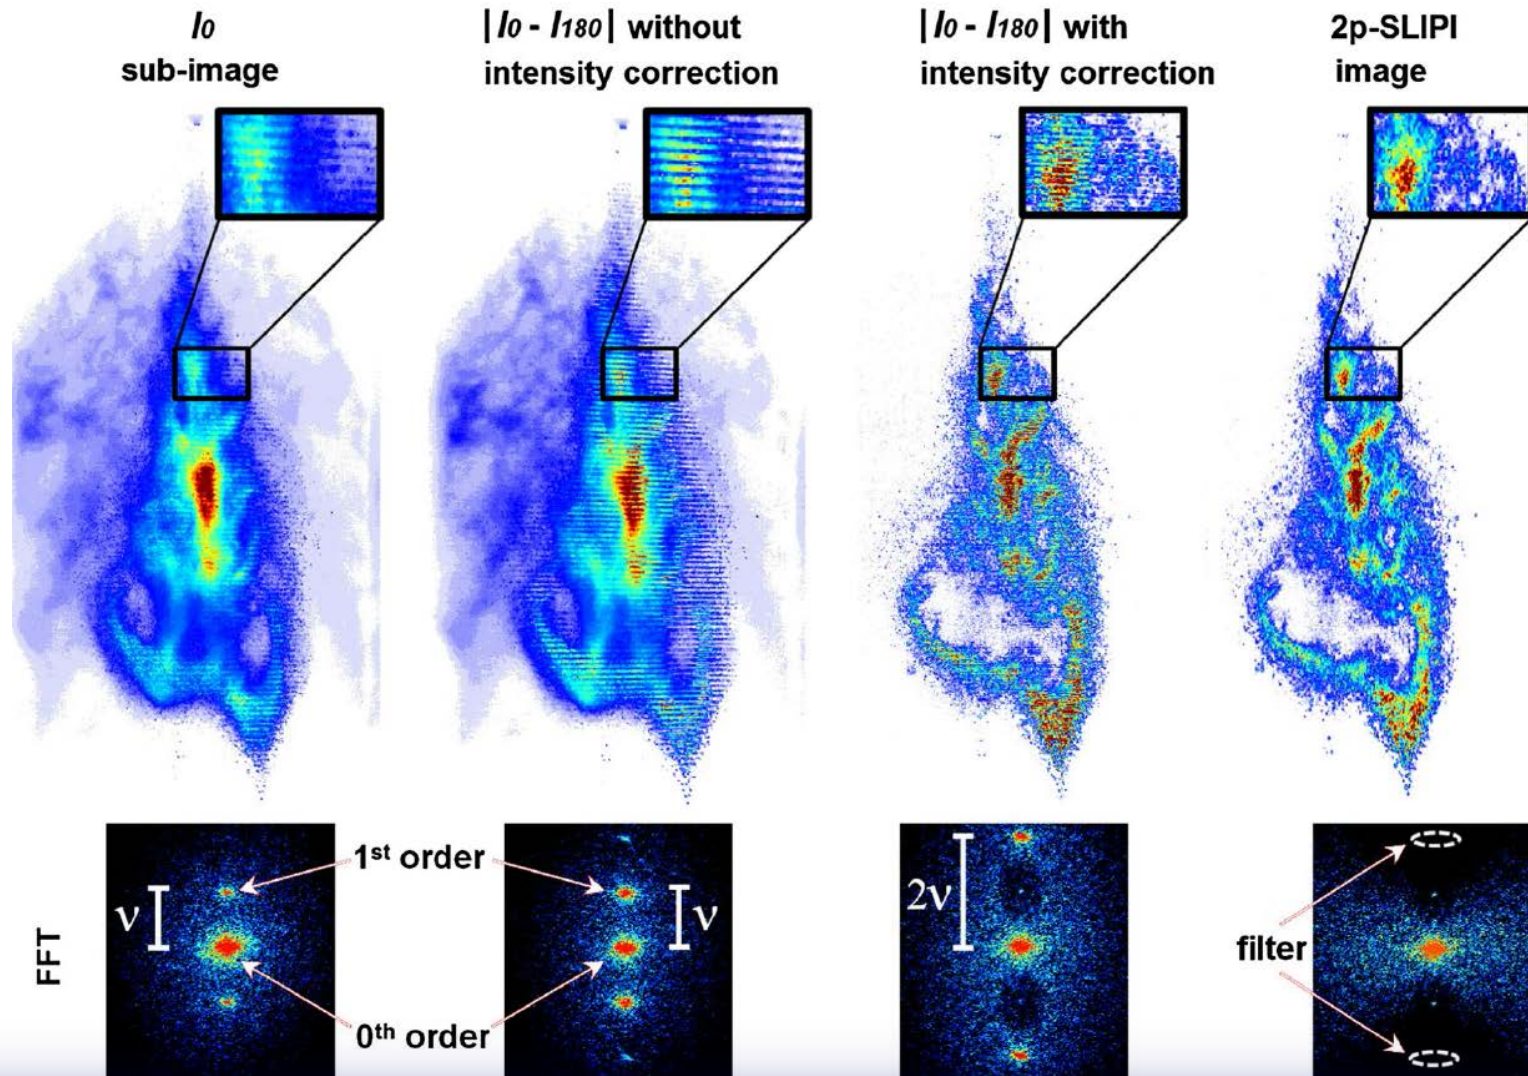 I0
sub-image
|I0 - I180| without
intensity correction
|I0 - I180| with
intensity correction
2p-SLIPI
image
FFT
ν
1st order
0th order
ν
2ν
filter